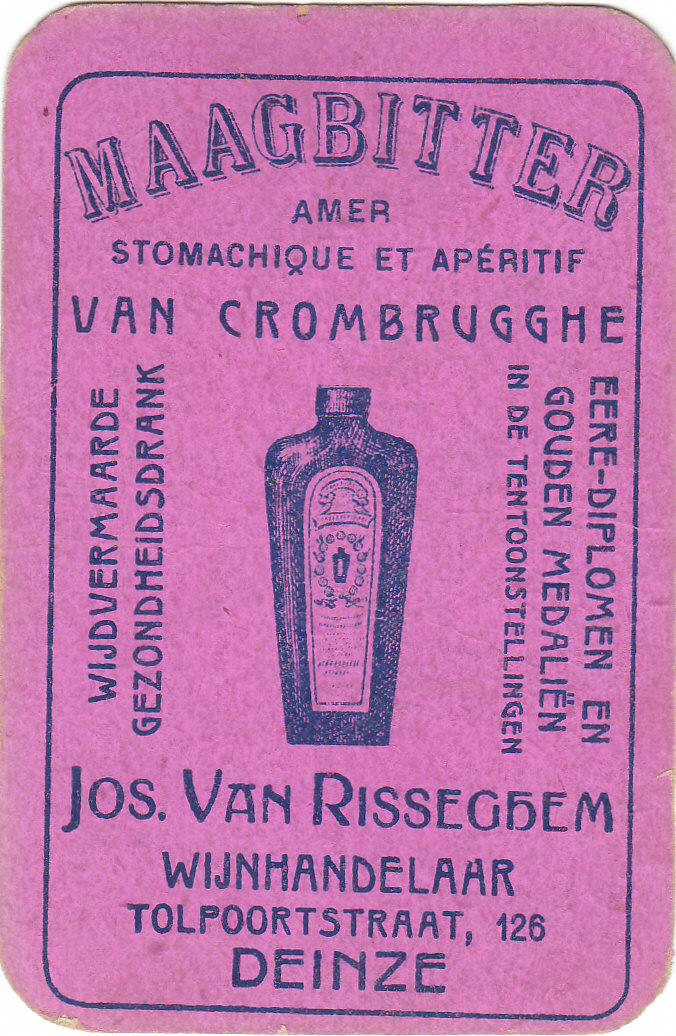 MAAGBITTER
AMER
STOMACHIQUE ET APÉRITIF
VAN CROMBRUGGHE
WIJDVERMAARDE
GEZONDHEIDSDRANK
EERE-DIPLOMEN EN
GOUDEN MEDALIËN
IN DE TENTOONSTELLINGEN
JOS. VAN RISSEGHEM
WIJNHANDELAAR
TOLPOORTSTRAAT, 126
DEINZE